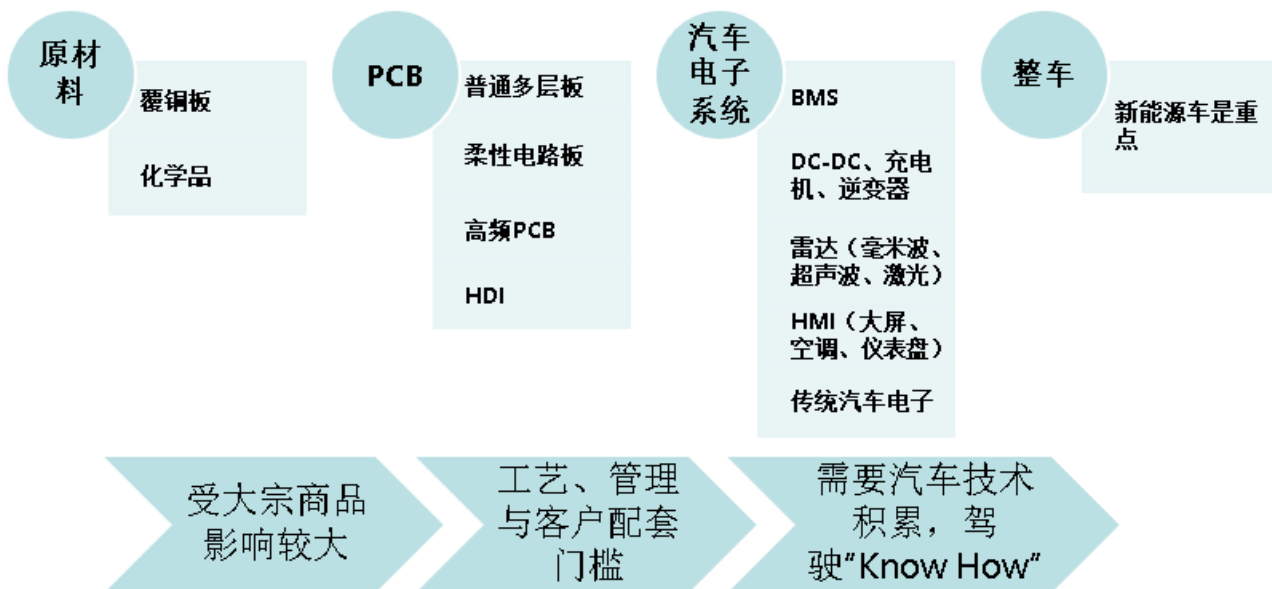 原材
料
覆铜板
化学品
PCB
普通多层板
柔性电路板
高频PCB
HDI
汽车
电子
系统
BMS
DC-DC、充电
机、逆变器
雷达（毫米波、
超声波、激光）
HMI（大屏、
空调、仪表盘）
传统汽车电子
整车
新能源车是重
点
受大宗商品
影响较大
工艺、管理
与客户配套
门槛
需要汽车技术
积累，驾
驶“Know How”